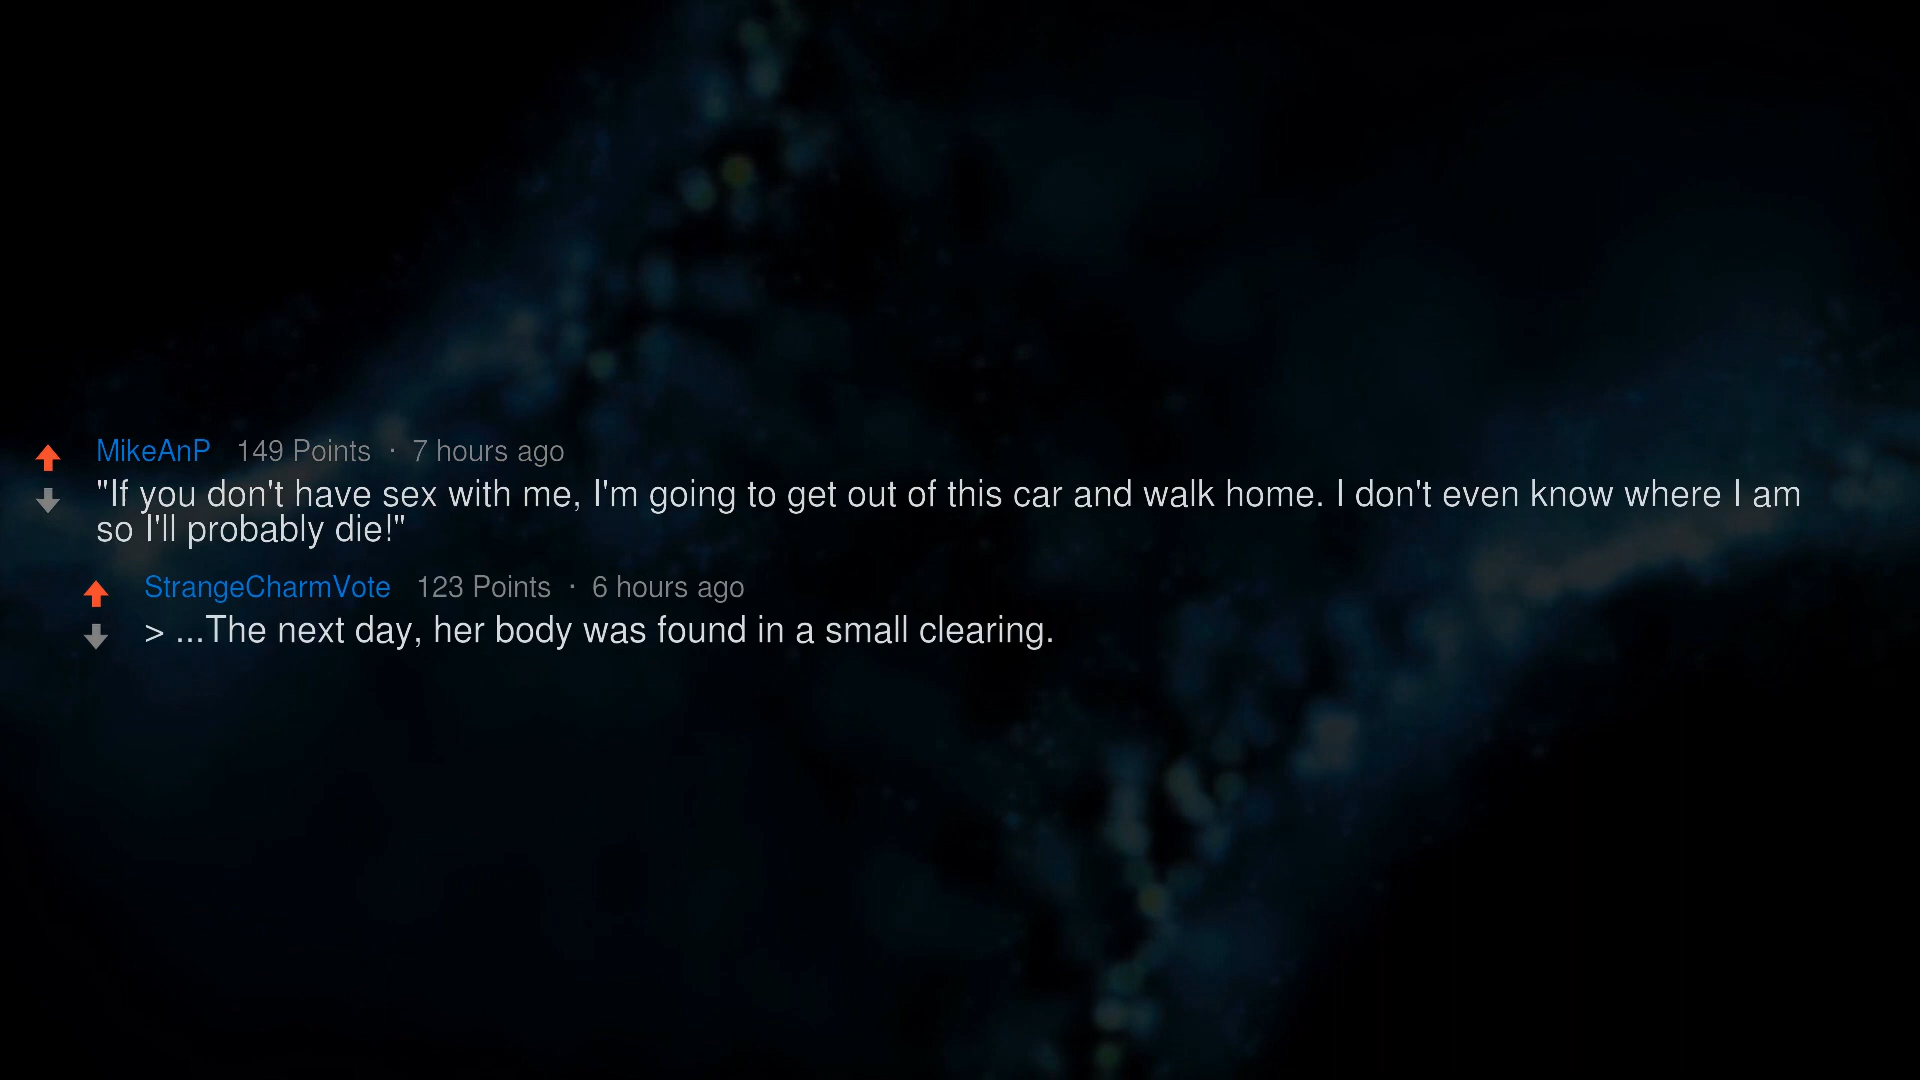 MikeAnP 149 Points · 7 hours ago
"If you don't have sex with me, I'm going to get out of this car and walk home. I don't even know where I am
so I'll probably die!"
StrangeCharmVote 123 Points · 6 hours ago
> ...The next day, her body was found in a small clearing.